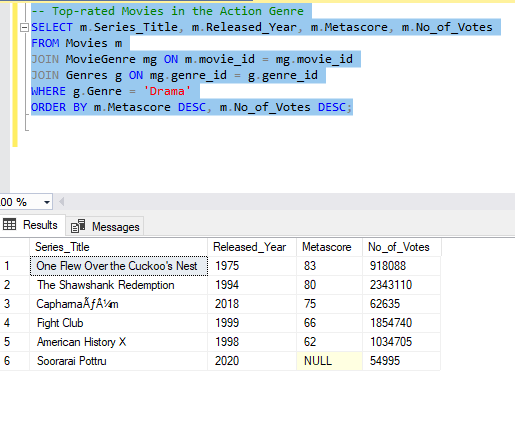 -- Top-rated Movies in the Action Genre
SELECT m.Series_Title, m.Released_Year, m.Metascore, m.No_of_Votes
FROM Movies m
JOIN MovieGenre mg ON m.movie_id = mg.movie_id
JOIN Genres g ON mg.genre_id = g.genre_id
WHERE g.Genre = 'Drama'
ORDER BY m.Metascore DESC, m.No_of_Votes DESC;
00 %
Results Messages
Series_Title Released_Year Metascore No_of_Votes
1 One Flew Over the Cuckoo's Nest 1975 83 918088
2 The Shawshank Redemption 1994 80 2343110
3 CapharnaÃƒÂ¼m 2018 75 62635
4 Fight Club 1999 66 1854740
5 American History X 1998 62 1034705
6 Soorarai Pottru 2020 NULL 54995